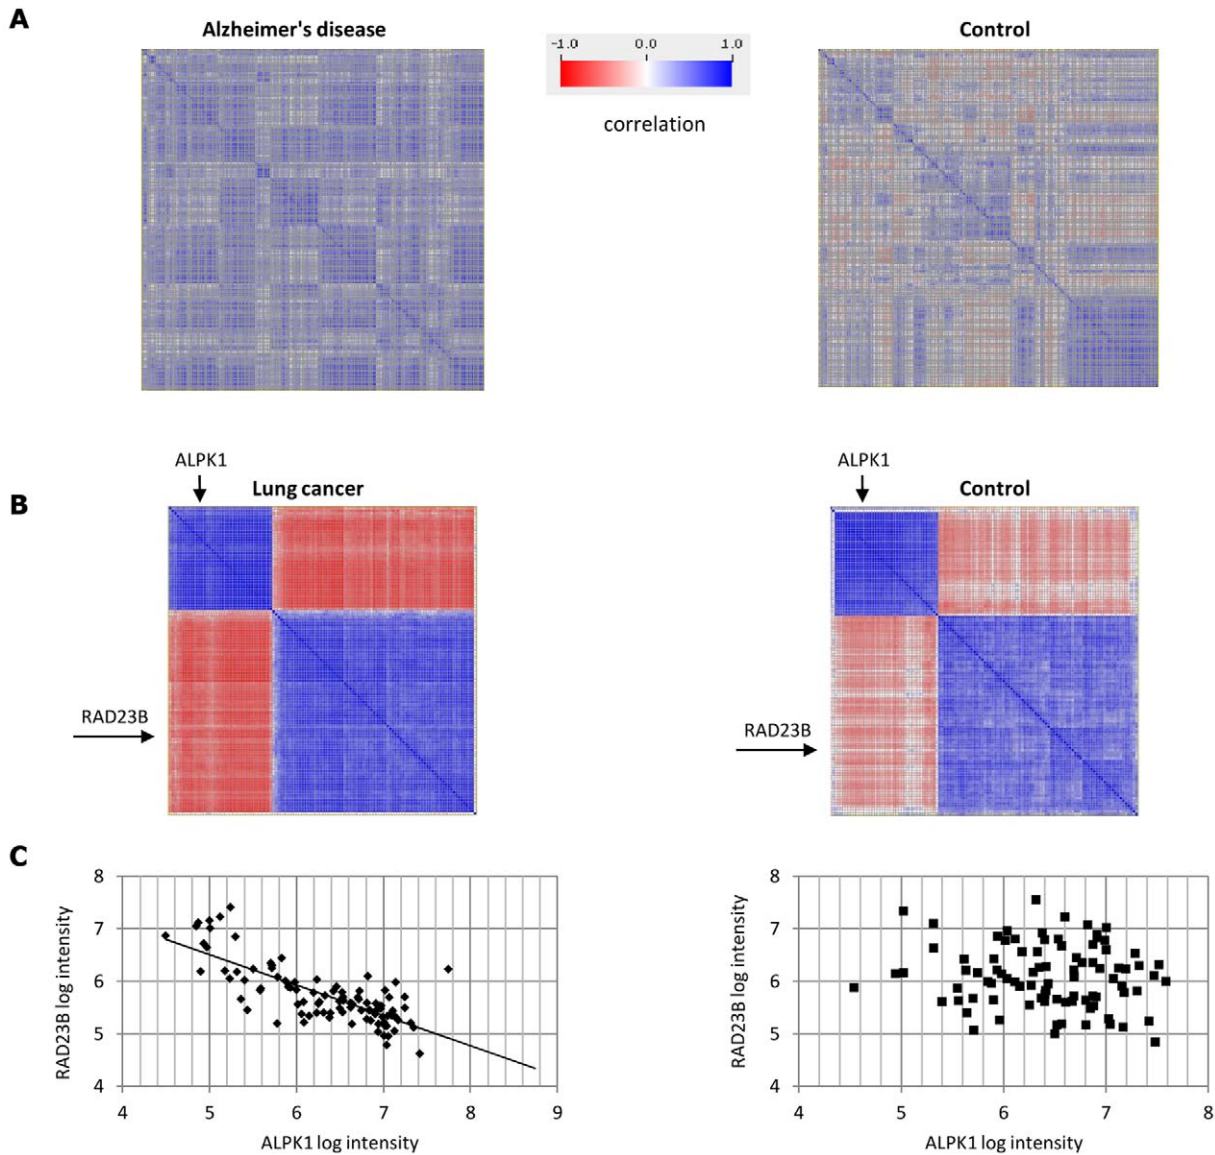 A
Alzheimer's disease
Control
-1.0 0.0 1.0
correlation
ALPK1
ALPK1
B
Lung cancer
Control
RAD23B
RAD23B
C
8
7
6
5
4
RAD23B log intensity
4 5 6 7 8 9
ALPK1 log intensity
8
7
6
5
4
RAD23B log intensity
4 5 6 7 8
ALPK1 log intensity